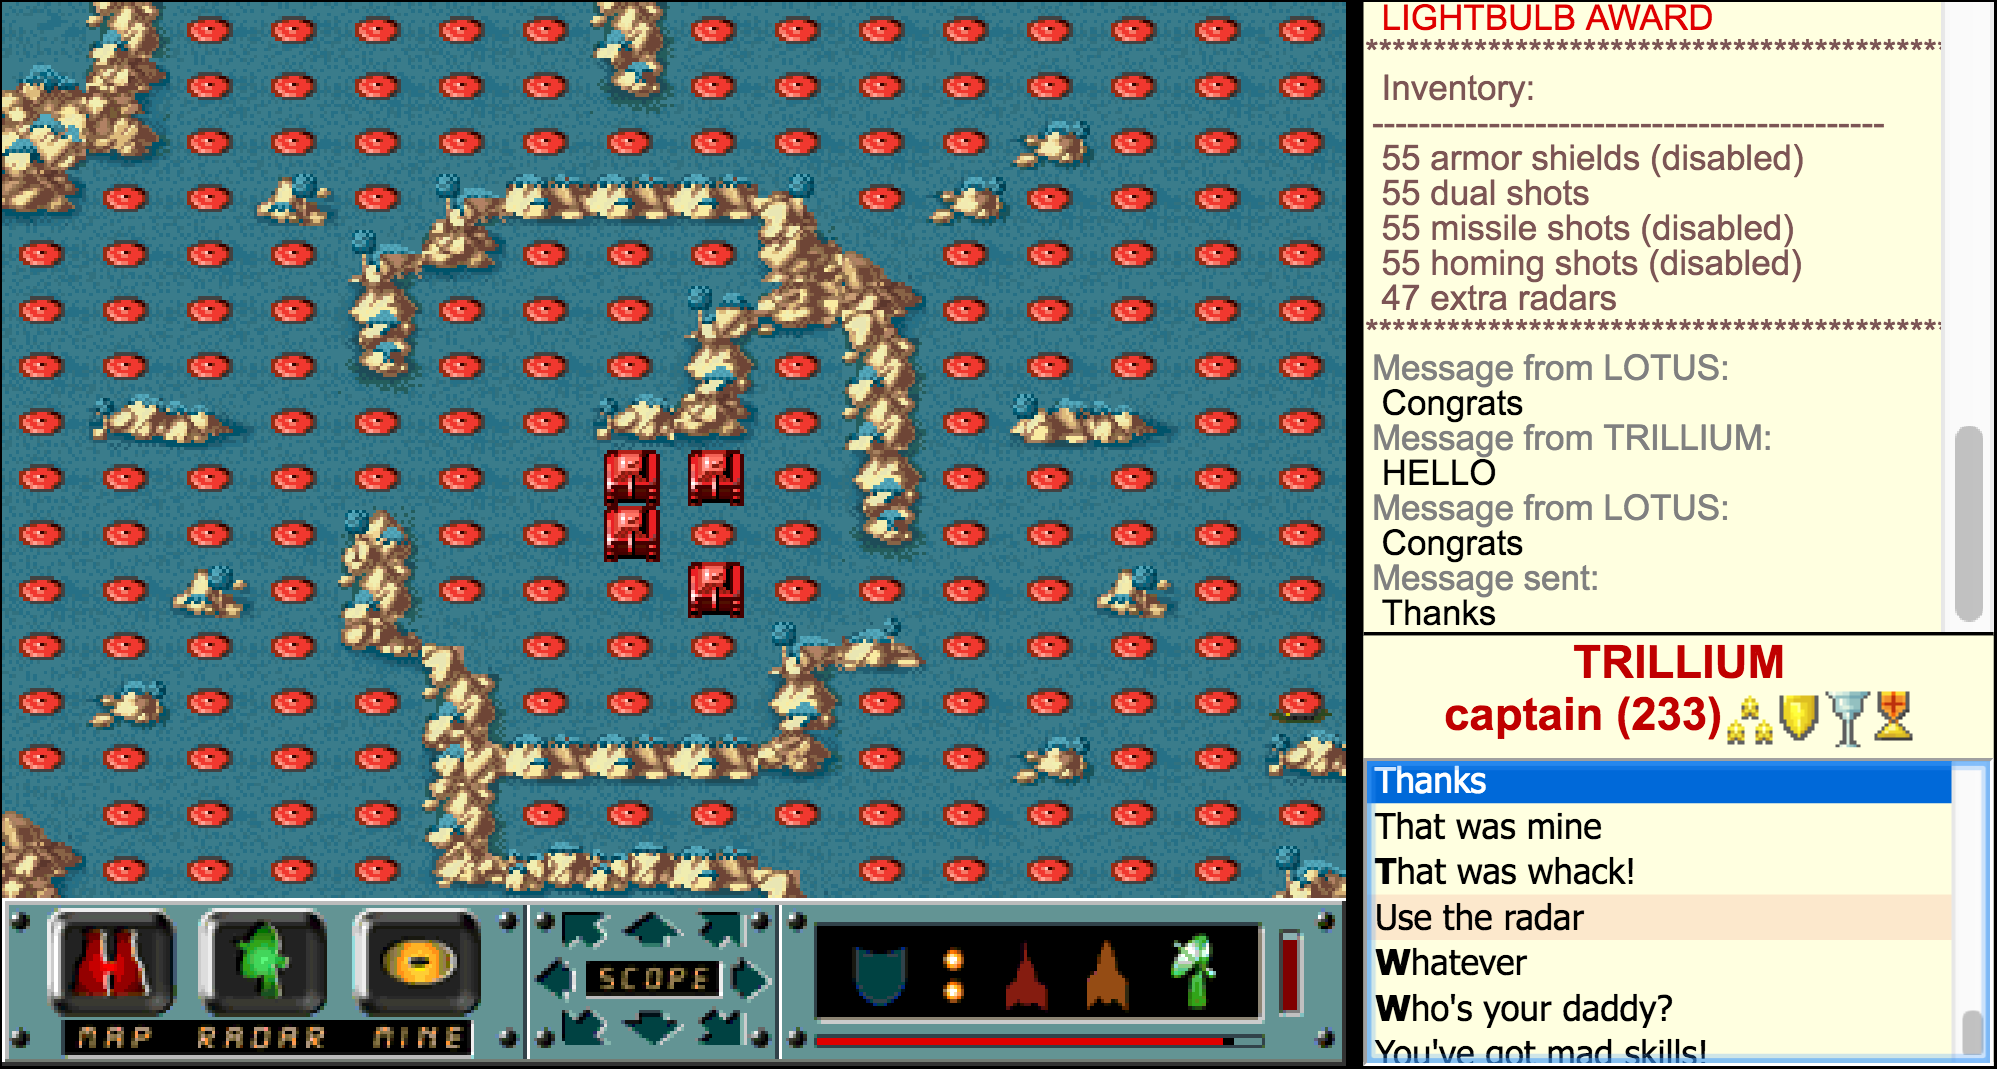 LIGHTBULB AWARD
*******************************************
Inventory:
--------------------------------------------
55 armor shields (disabled)
55 dual shots
55 missile shots (disabled)
55 homing shots (disabled)
47 extra radars
*******************************************
Message from LOTUS:
Congrats
Message from TRILLIUM:
HELLO
Message from LOTUS:
Congrats
Message sent:
Thanks
TRILLIUM
captain (233)
Thanks
That was mine
That was whack!
Use the radar
Whatever
Who's your daddy?
You've got mad skills!
MAP RADAR MINE
SCOPE